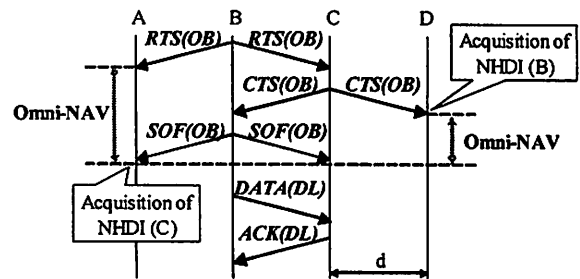 A B C D
RTS(OB) RTS(OB)
Acquisition of
NHDI (B)
CTS(OB) CTS(OB)
Omni-NAV
SOF(OB) SOF(OB)
Omni-NAV
DATA(DL)
Acquisition of
NHDI (C)
ACK(DL)
d